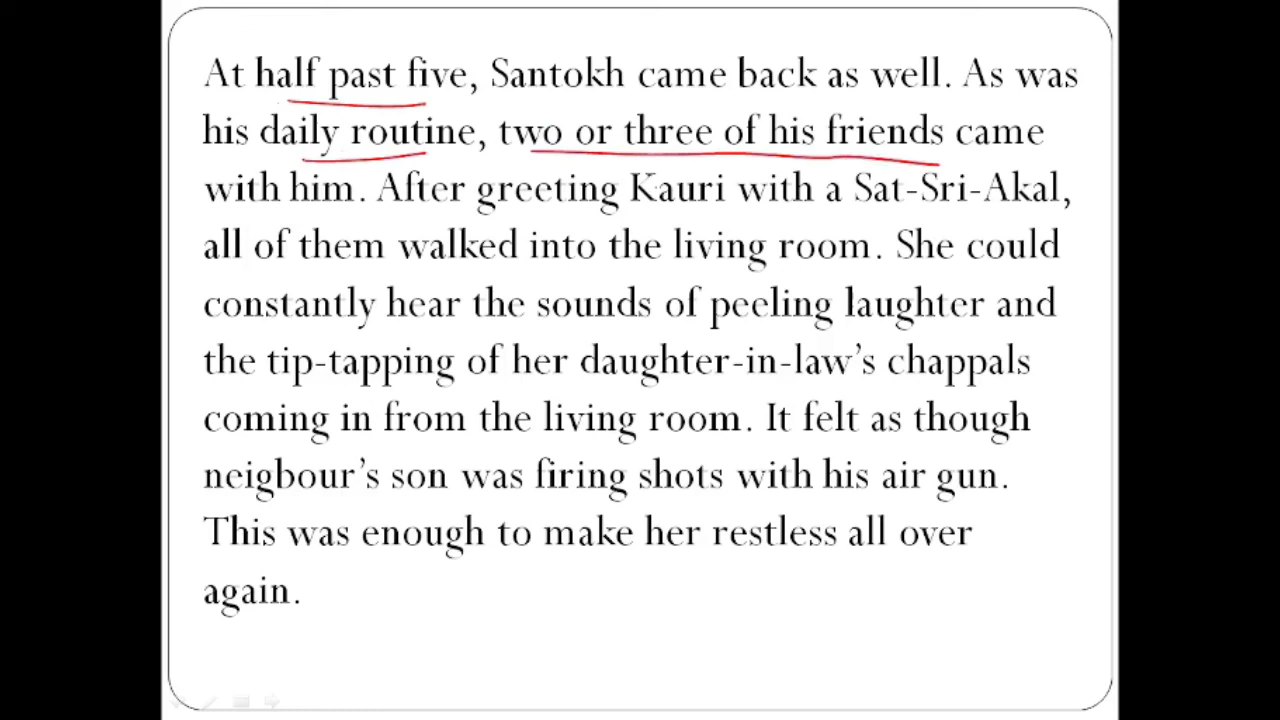 At half past five, Santokh came back as well. As was
his daily routine, two or three of his friends came
with him. After greeting Kauri with a Sat-Sri-Akal,
all of them walked into the living room. She could
constantly hear the sounds of peeling laughter and
the tip-tapping of her daughter-in-law’s chappals
coming in from the living room. It felt as though
neigbour’s son was firing shots with his air gun.
This was enough to make her restless all over
again.